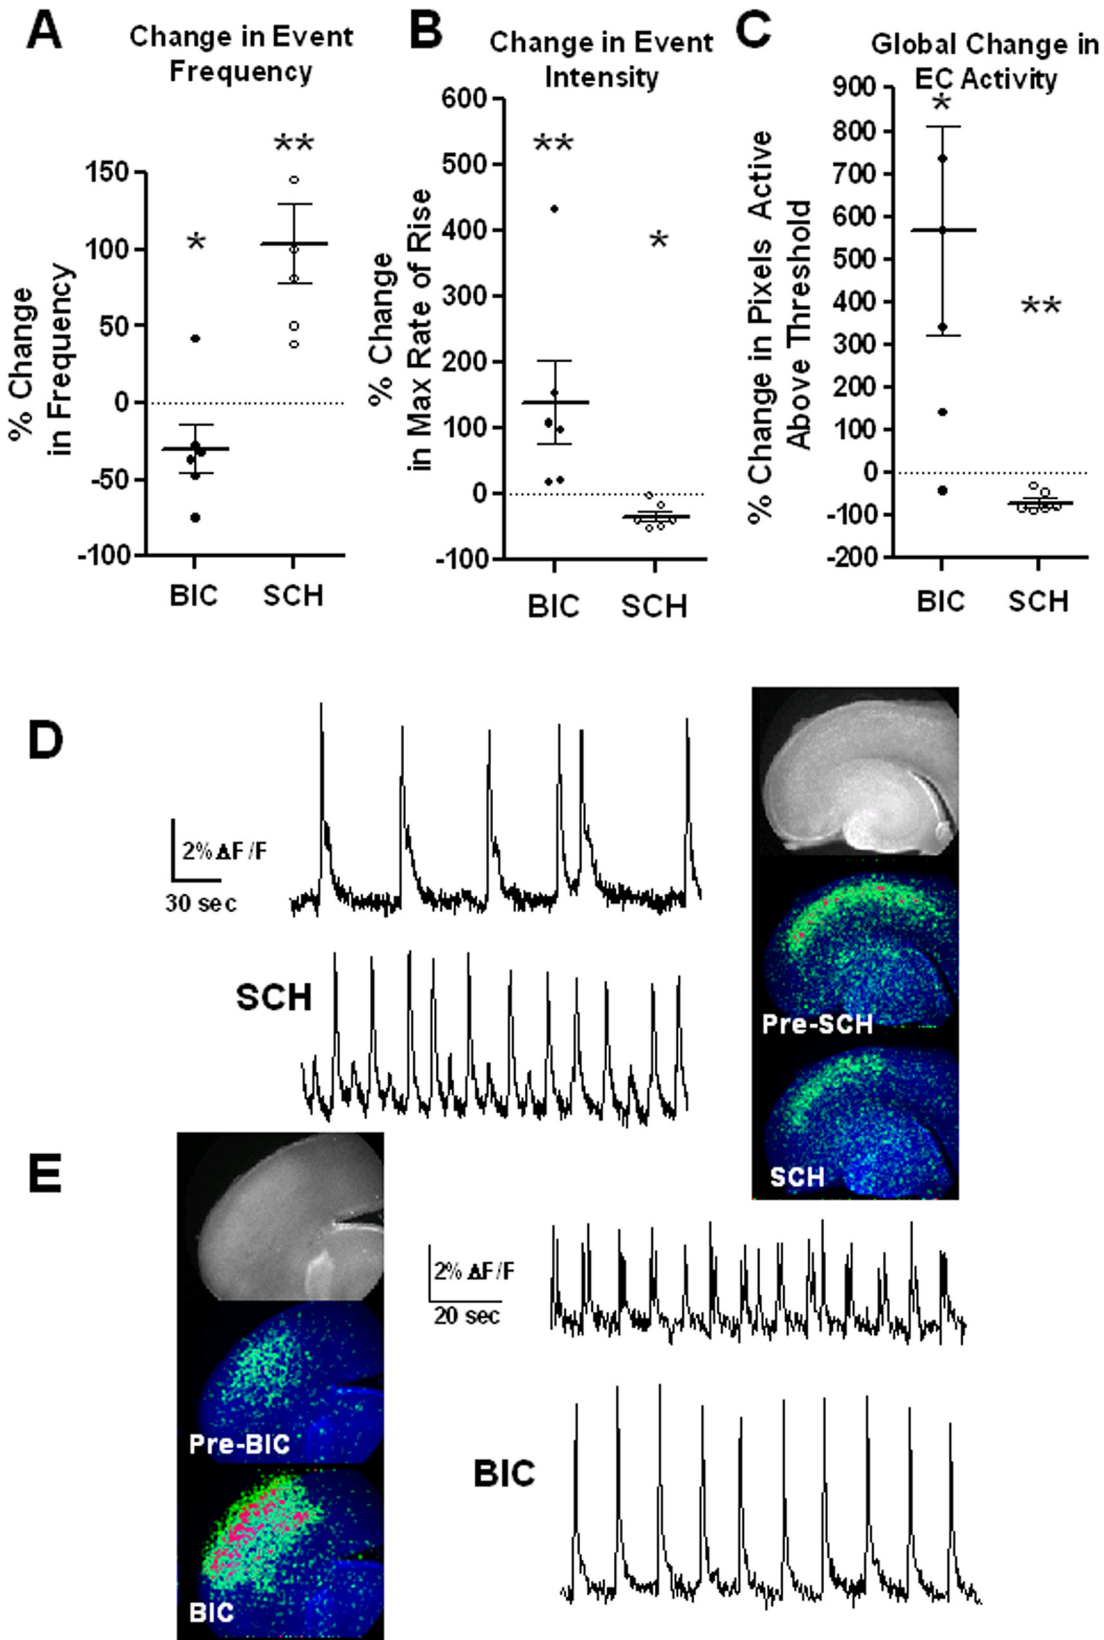 A
Change in Event
Frequency
**
*
150
100
50
0
-50
-100
% Change
in Frequency
BIC
SCH
B
Change in Event
Intensity
**
*
600
500
400
300
200
100
0
-100
% Change
in Max Rate of Rise
BIC
SCH
C
Global Change in
EC Activity
*
**
900
800
700
600
500
400
300
200
100
0
-100
-200
% Change in Pixels Active
Above Threshold
BIC
SCH
D
2% ΔF/F
30 sec
SCH
Pre-SCH
SCH
E
Pre-BIC
BIC
2% ΔF/F
20 sec
BIC